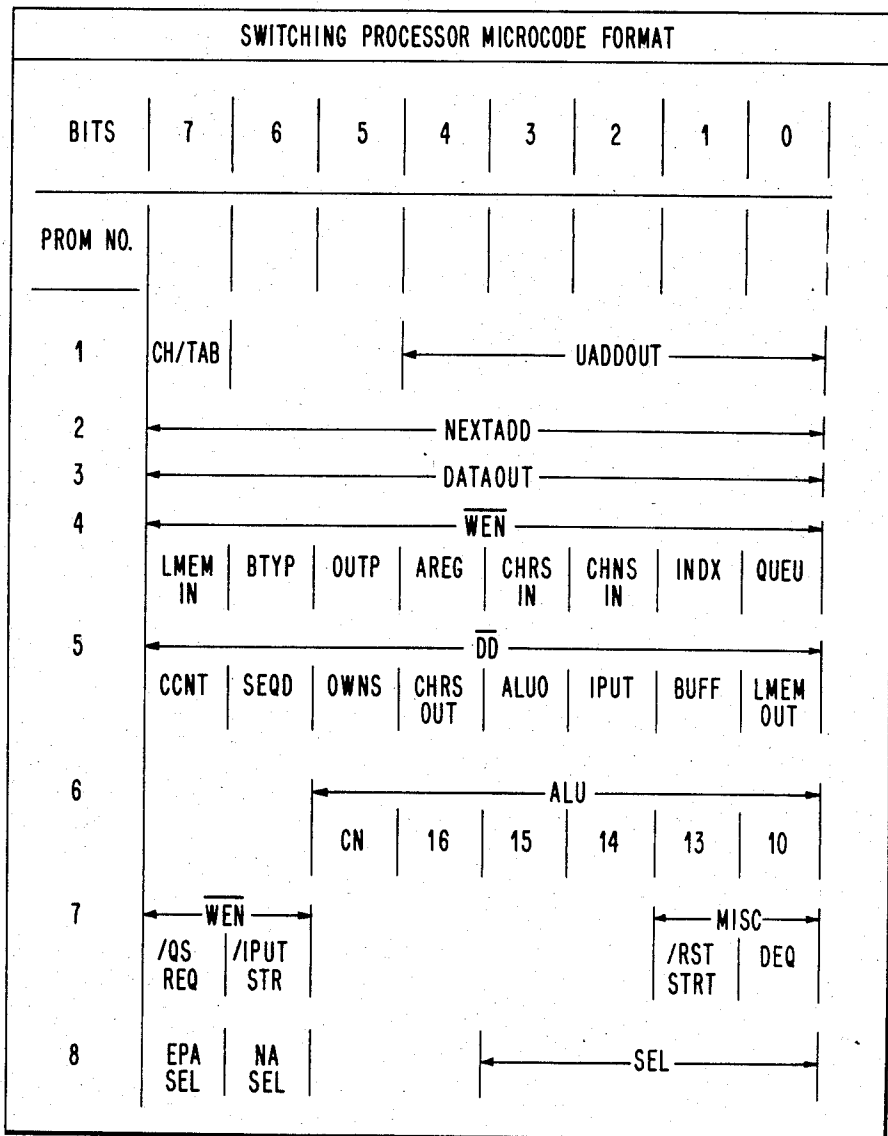 SWITCHING PROCESSOR MICROCODE FORMAT
BITS 7 6 5 4 3 2 1 0
PROM NO.
1 CH/TAB UADDOUT
2 NEXTADD
3 DATAOUT
4 W̅E̅N̅
LMEM IN BTYP OUTP AREG CHRS IN CHNS IN INDX QUEU
5 D̅D̅
CCNT SEQD OWNS CHRS OUT ALUO IPUT BUFF LMEM OUT
6 ALU
CN 16 15 14 13 10
7 W̅E̅N̅ MISC
/QS REQ /IPUT STR /RST STRT DEQ
8 EPA SEL NA SEL SEL